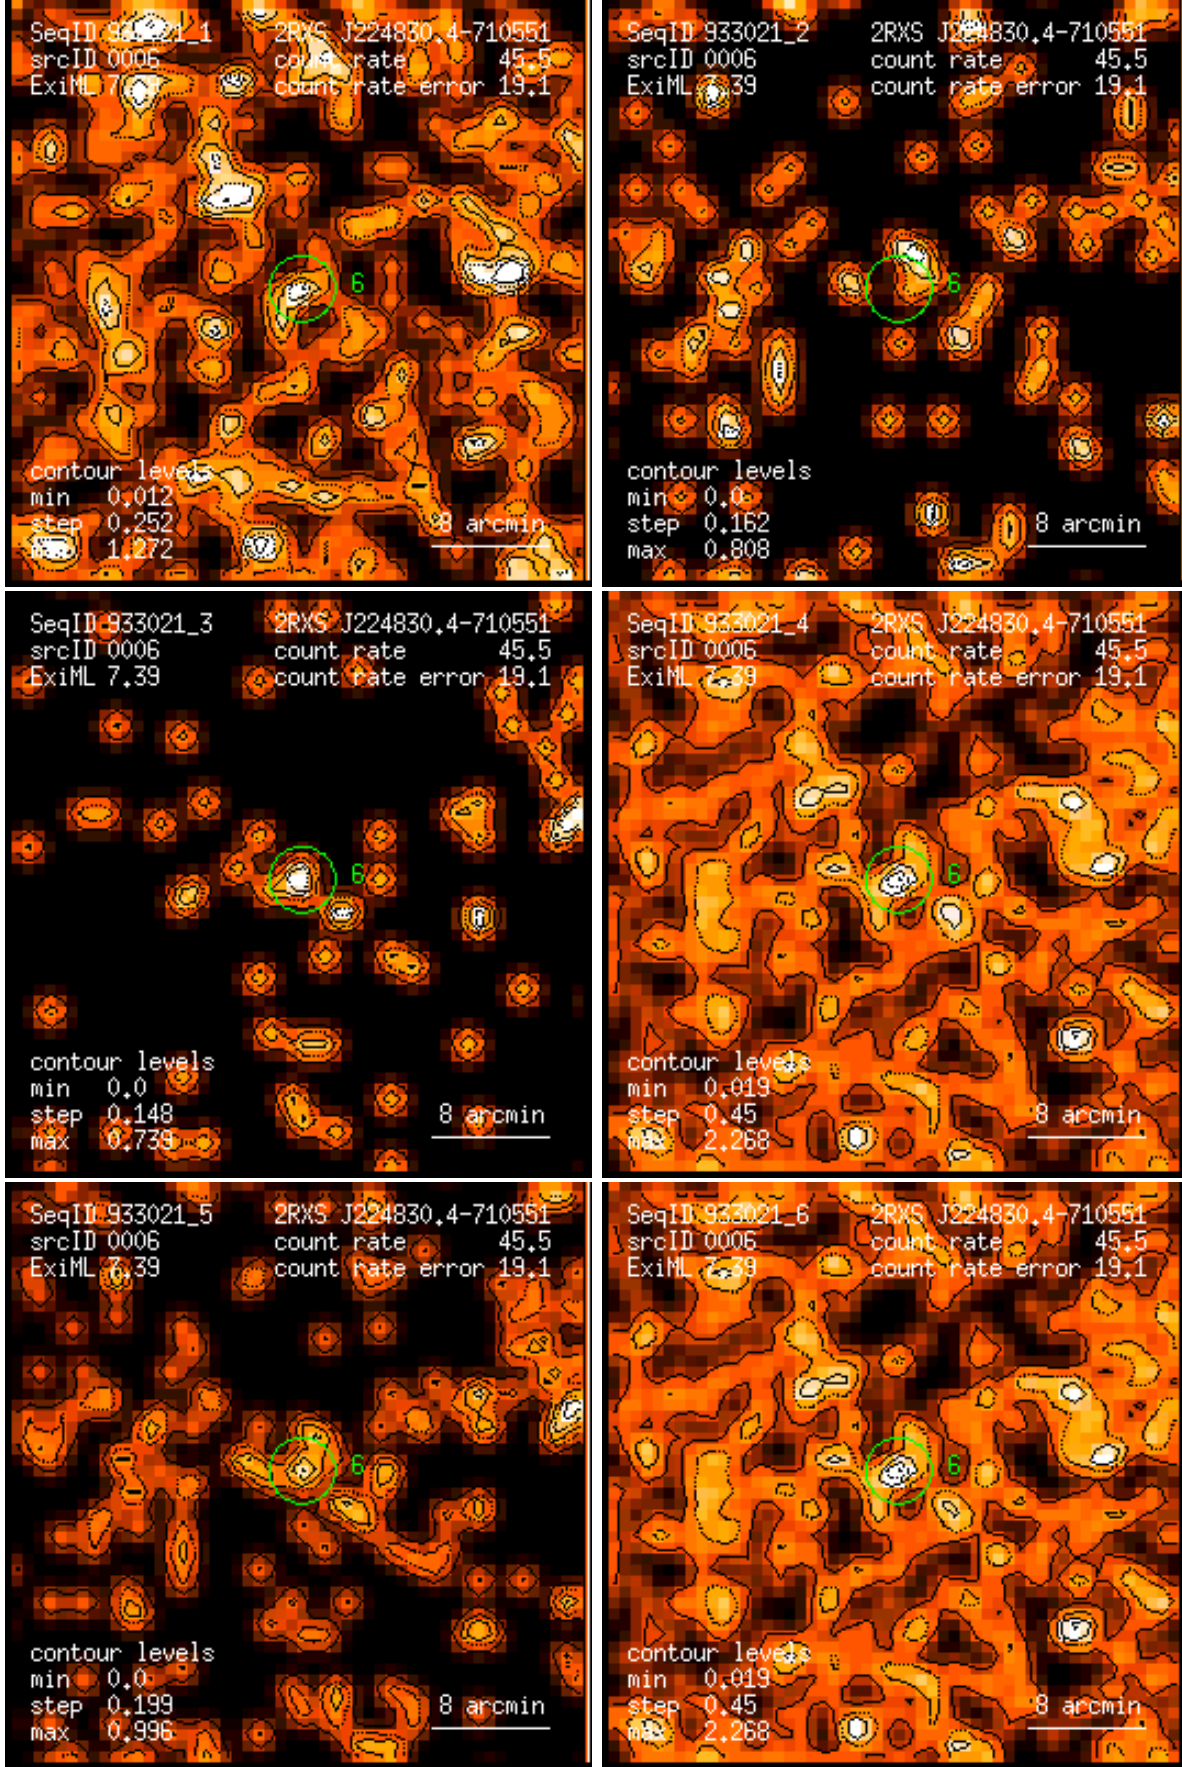 SeqID 933021_1 2RXS J224830.4-710551
srcID 0006 count rate 45.5
ExiML 7.39 count rate error 19.1
6
contour levels
min 0.012
step 0.252
max 1.272
8 arcmin
SeqID 933021_2 2RXS J224830.4-710551
srcID 0006 count rate 45.5
ExiML 7.39 count rate error 19.1
6
contour levels
min 0.0
step 0.162
max 0.808
8 arcmin
SeqID 933021_3 2RXS J224830.4-710551
srcID 0006 count rate 45.5
ExiML 7.39 count rate error 19.1
6
contour levels
min 0.0
step 0.148
max 0.739
8 arcmin
SeqID 933021_4 2RXS J224830.4-710551
srcID 0006 count rate 45.5
ExiML 7.39 count rate error 19.1
6
contour levels
min 0.019
step 0.45
max 2.268
8 arcmin
SeqID 933021_5 2RXS J224830.4-710551
srcID 0006 count rate 45.5
ExiML 7.39 count rate error 19.1
6
contour levels
min 0.0
step 0.199
max 0.996
8 arcmin
SeqID 933021_6 2RXS J224830.4-710551
srcID 0006 count rate 45.5
ExiML 7.39 count rate error 19.1
6
contour levels
min 0.019
step 0.45
max 2.268
8 arcmin